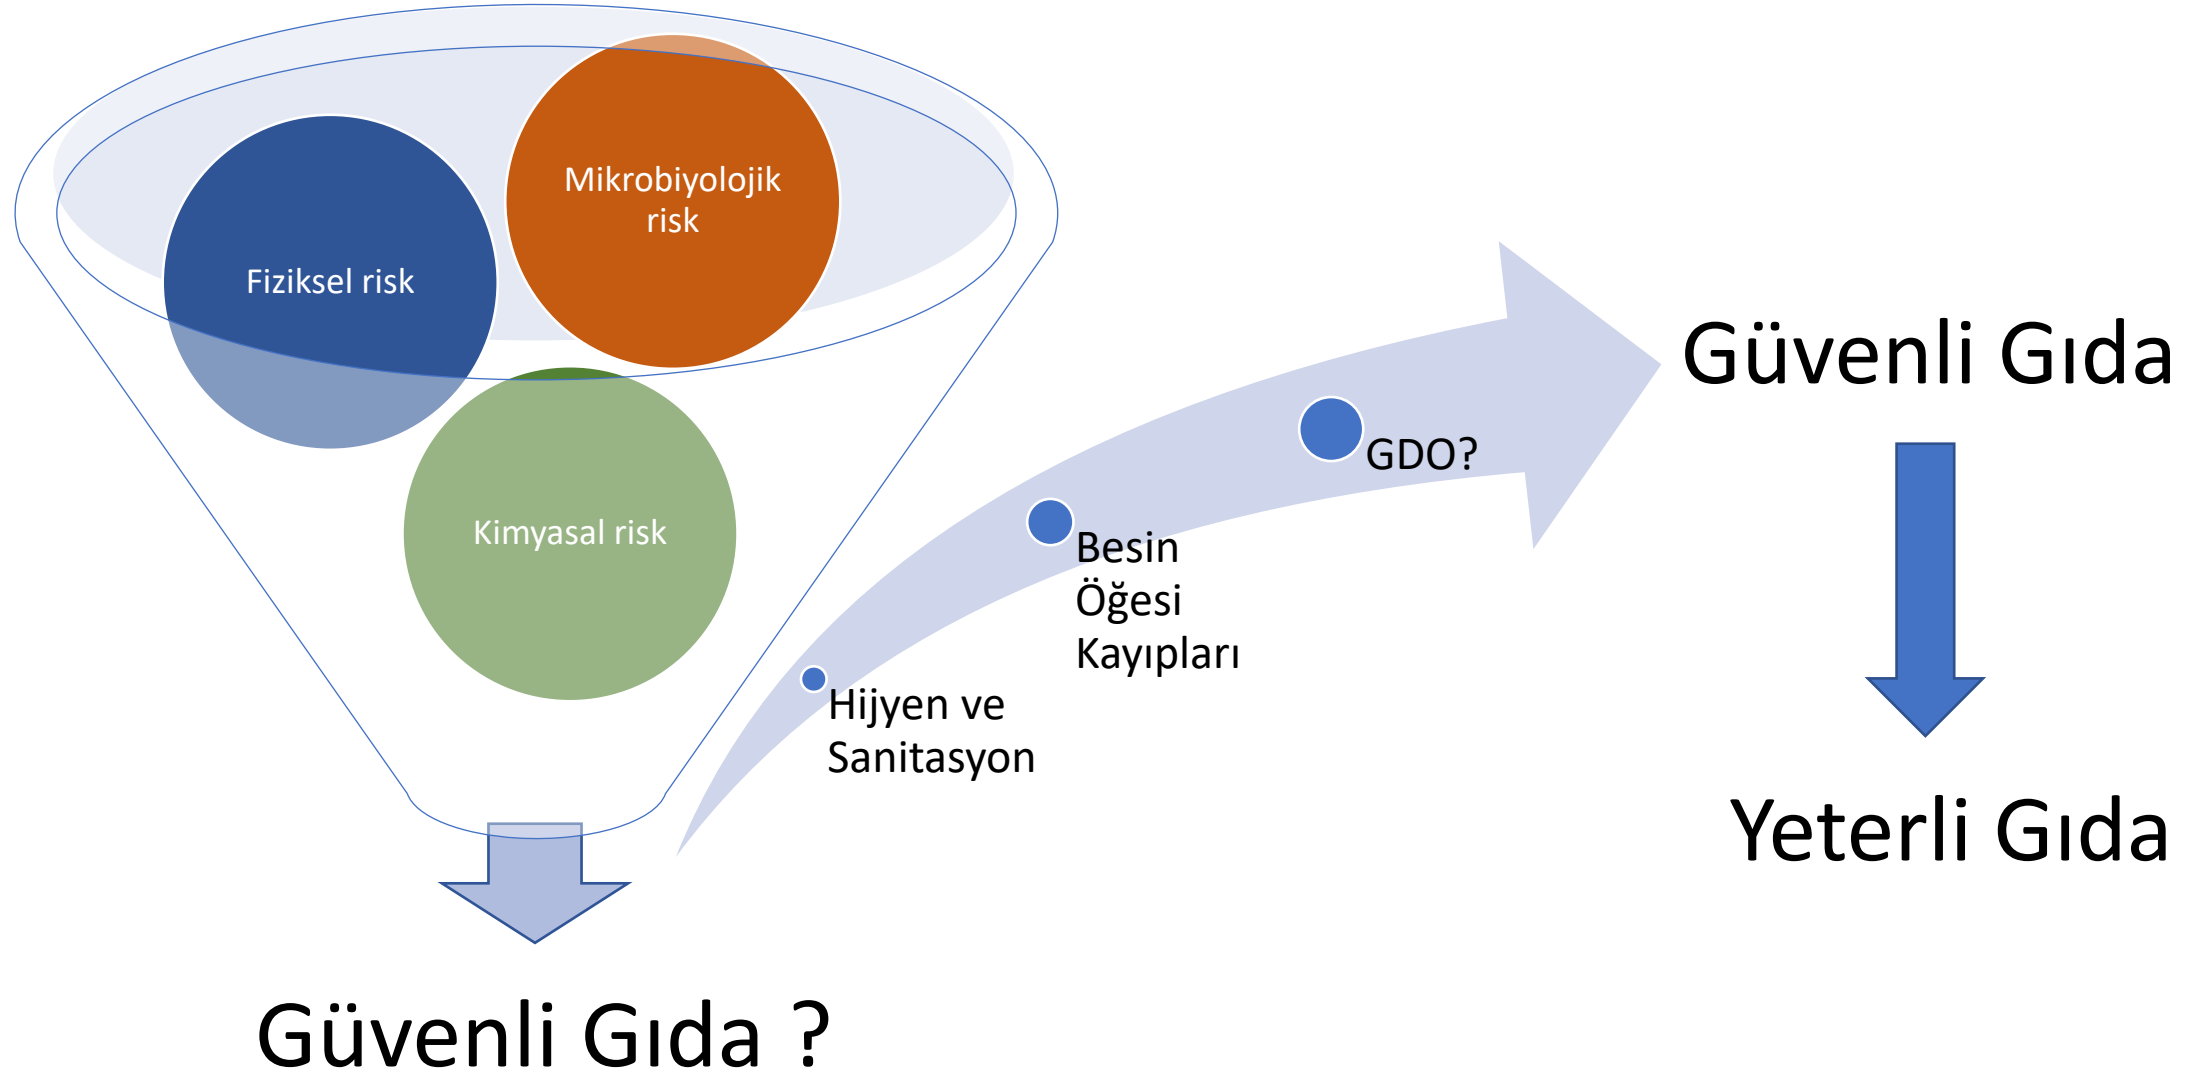 Mikrobiyolojik
risk
Fiziksel risk
Kimyasal risk
Güvenli Gıda ?
Hijyen ve
Sanitasyon
Besin
Öğesi
Kayıpları
GDO?
Güvenli Gıda
Yeterli Gıda